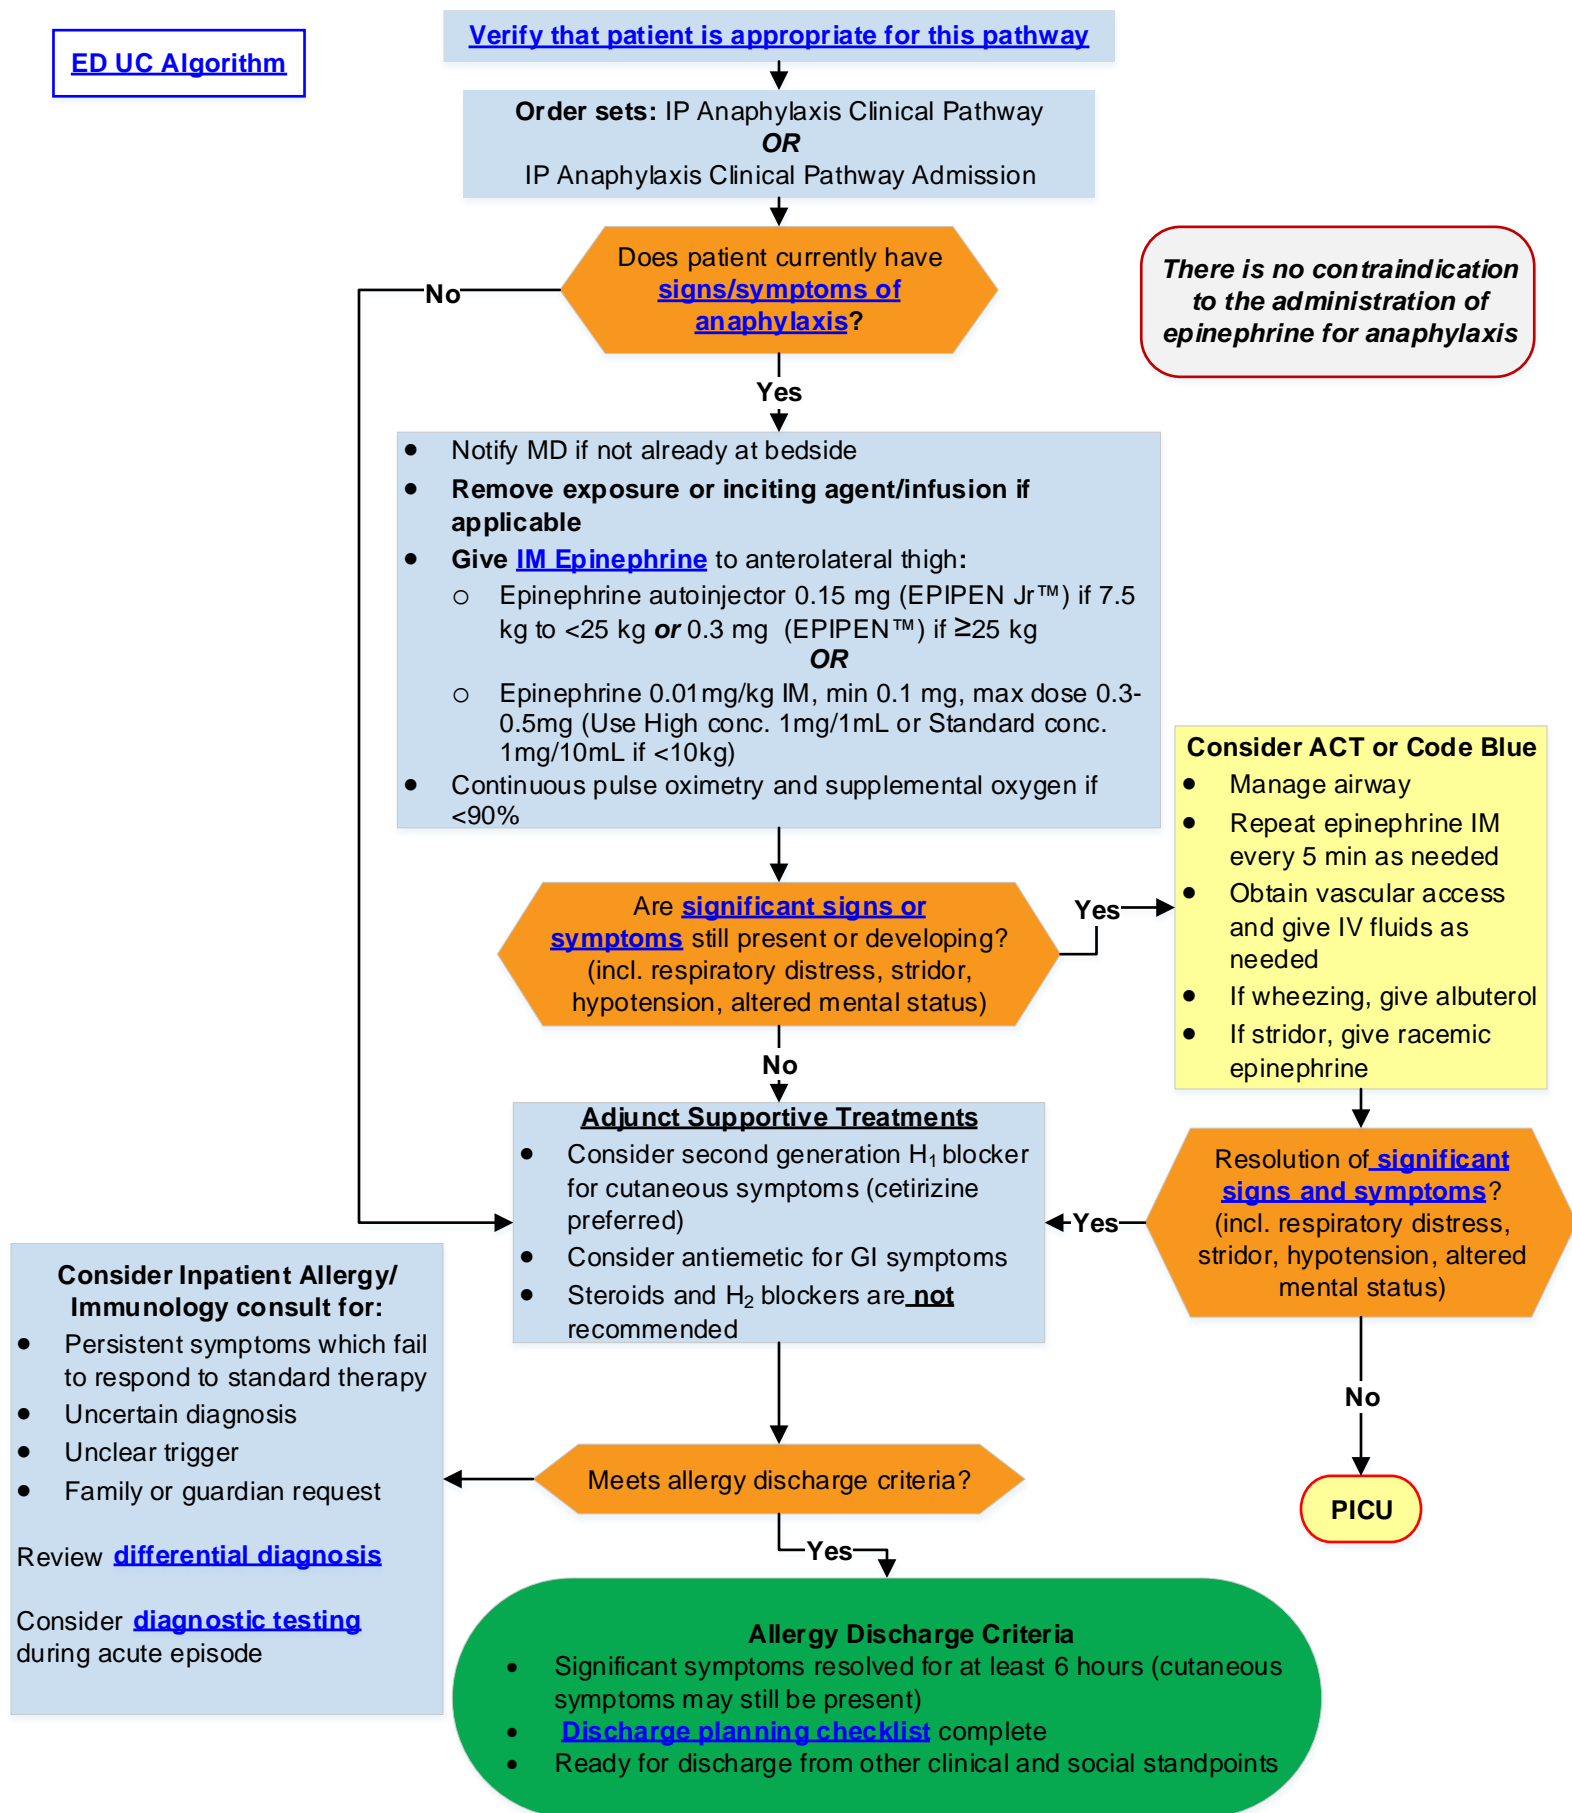 Verify that patient is appropriate for this pathway
ED UC Algorithm
Order sets: IP Anaphylaxis Clinical Pathway
OR
IP Anaphylaxis Clinical Pathway Admission
Does patient currently have
signs/symptoms of
anaphylaxis?
There is no contraindication
to the administration of
epinephrine for anaphylaxis
No
Yes
• Notify MD if not already at bedside
• Remove exposure or inciting agent/infusion if
applicable
• Give IM Epinephrine to anterolateral thigh:
o Epinephrine autoinjector 0.15 mg (EPIPEN Jr™) if 7.5
kg to <25 kg or 0.3 mg (EPIPEN™) if ≥25 kg
OR
o Epinephrine 0.01mg/kg IM, min 0.1 mg, max dose 0.3-
0.5mg (Use High conc. 1mg/1mL or Standard conc.
1mg/10mL if <10kg)
• Continuous pulse oximetry and supplemental oxygen if
<90%
Are significant signs or
symptoms still present or developing?
(incl. respiratory distress, stridor,
hypotension, altered mental status)
Yes
Consider ACT or Code Blue
• Manage airway
• Repeat epinephrine IM
every 5 min as needed
• Obtain vascular access
and give IV fluids as
needed
• If wheezing, give albuterol
• If stridor, give racemic
epinephrine
No
Adjunct Supportive Treatments
• Consider second generation H₁ blocker
for cutaneous symptoms (cetirizine
preferred)
• Consider antiemetic for GI symptoms
• Steroids and H₂ blockers are not
recommended
Yes
Resolution of significant
signs and symptoms?
(incl. respiratory distress,
stridor, hypotension, altered
mental status)
No
PICU
Consider Inpatient Allergy/
Immunology consult for:
• Persistent symptoms which fail
to respond to standard therapy
• Uncertain diagnosis
• Unclear trigger
• Family or guardian request
Review differential diagnosis
Consider diagnostic testing
during acute episode
Meets allergy discharge criteria?
Yes
Allergy Discharge Criteria
• Significant symptoms resolved for at least 6 hours (cutaneous
symptoms may still be present)
• Discharge planning checklist complete
• Ready for discharge from other clinical and social standpoints